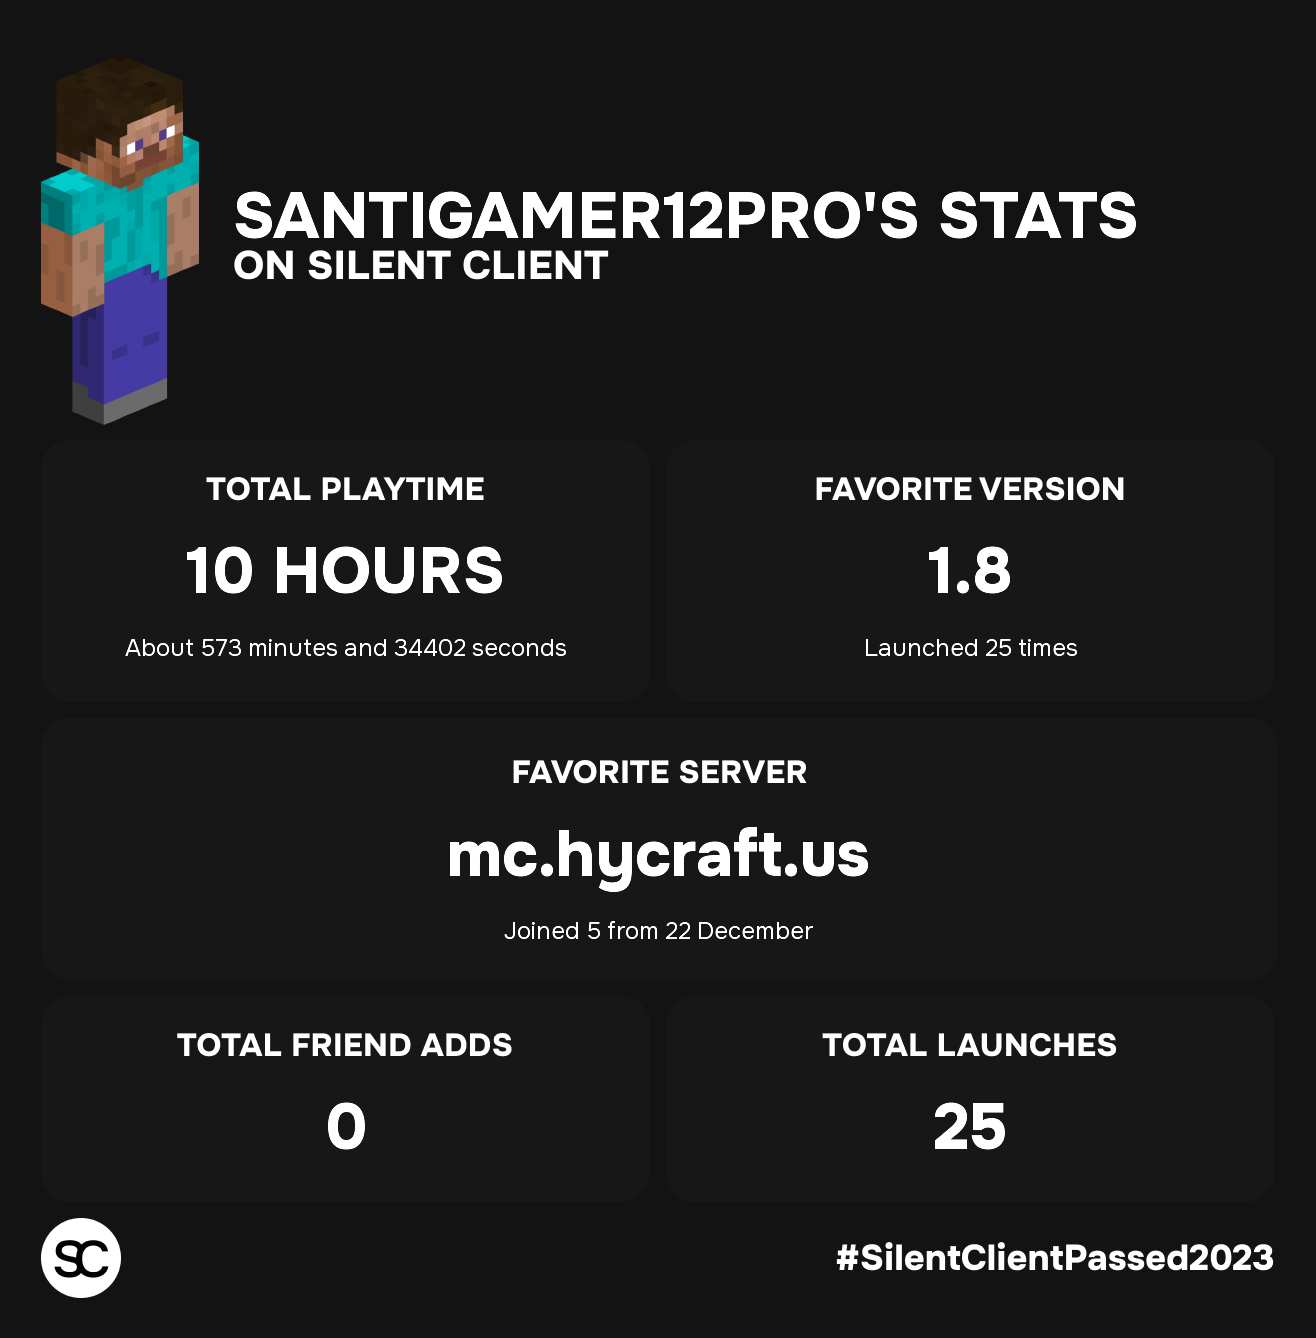 SANTIGAMER12PRO'S STATS
ON SILENT CLIENT
TOTAL PLAYTIME
10 HOURS
About 573 minutes and 34402 seconds
FAVORITE VERSION
1.8
Launched 25 times
FAVORITE SERVER
mc.hycraft.us
Joined 5 from 22 December
TOTAL FRIEND ADDS
0
TOTAL LAUNCHES
25
SC
#SilentClientPassed2023